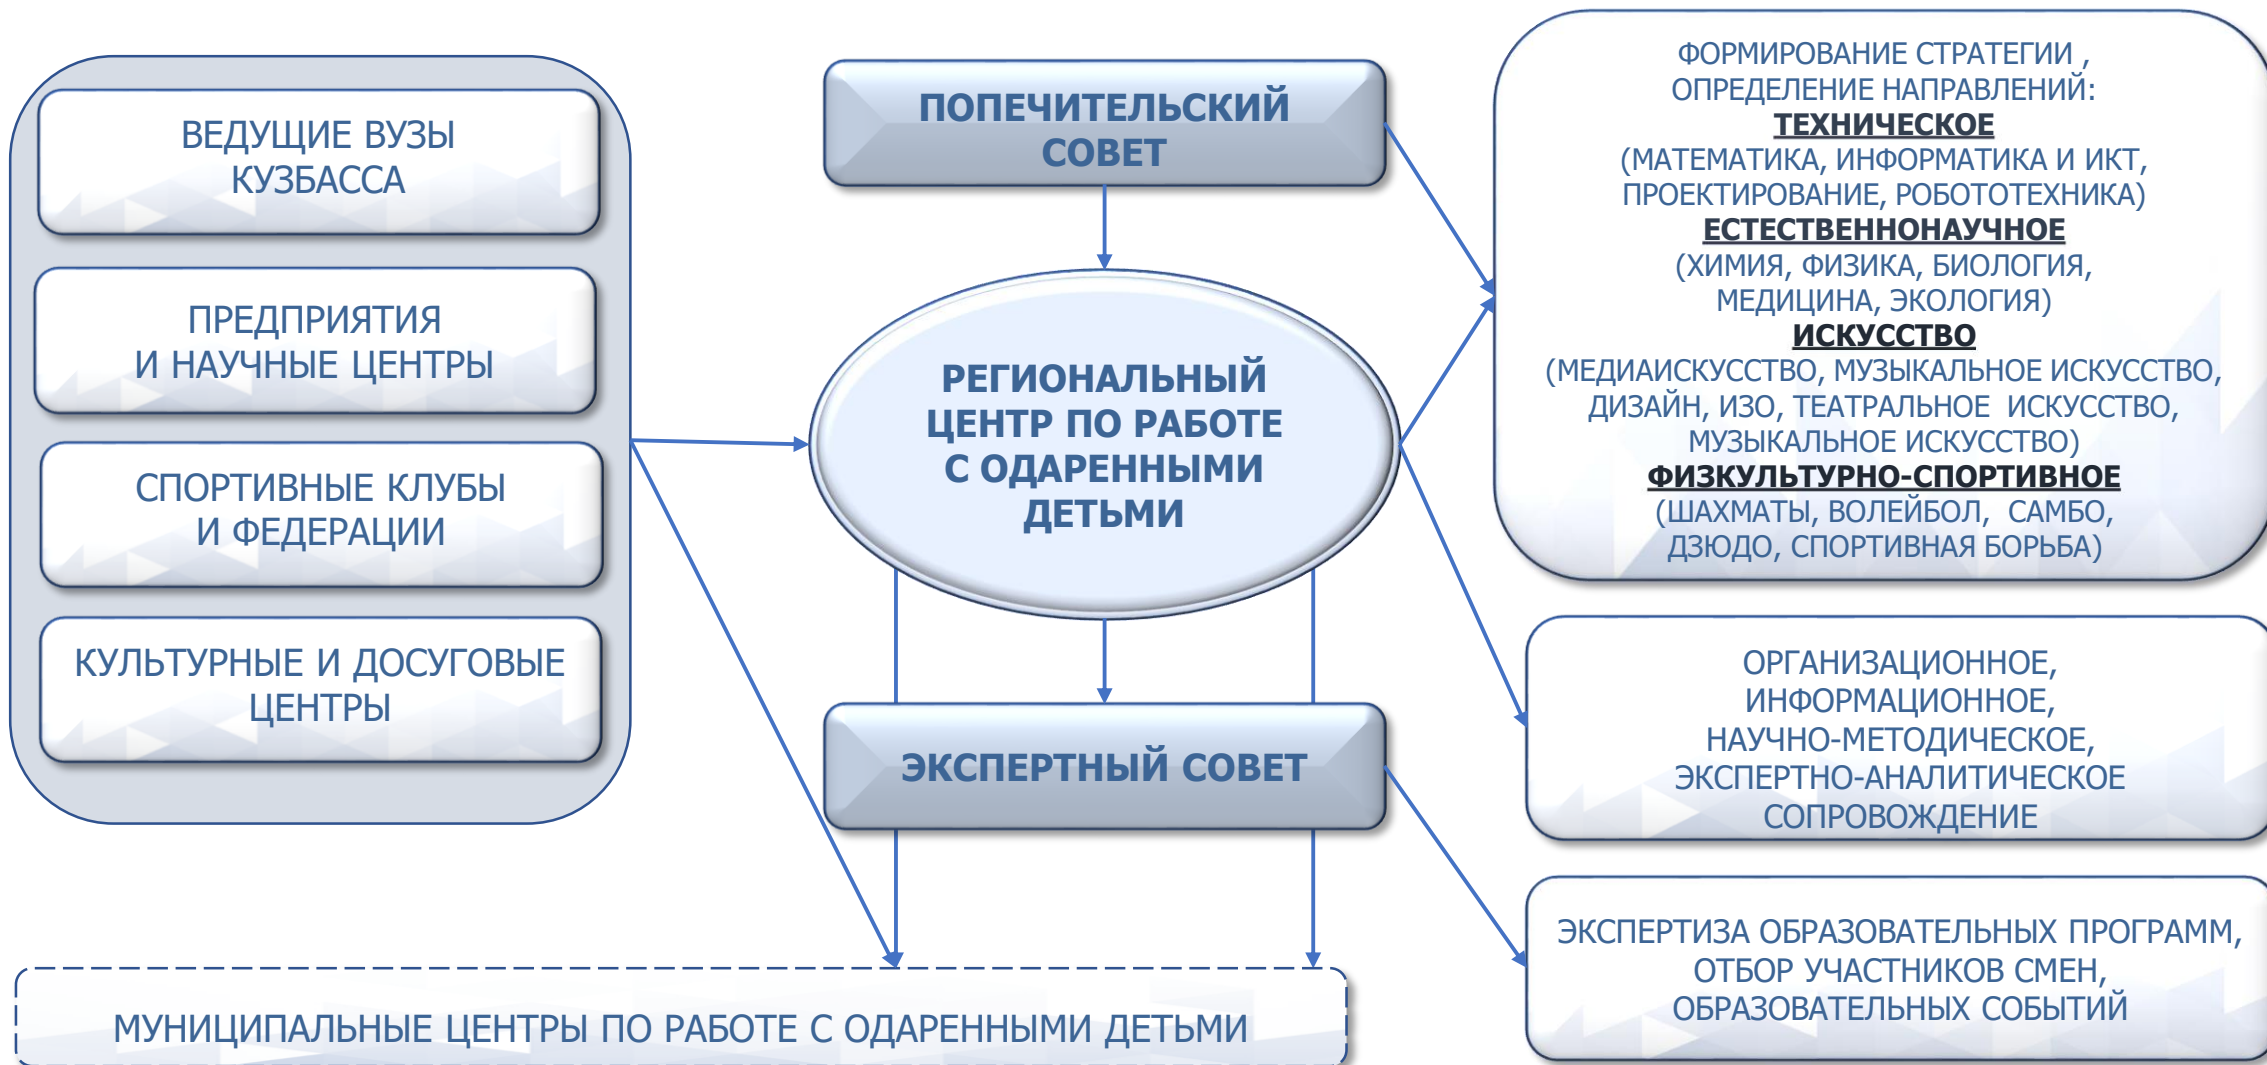 ВЕДУЩИЕ ВУЗЫ
КУЗБАССА
ПРЕДПРИЯТИЯ
И НАУЧНЫЕ ЦЕНТРЫ
СПОРТИВНЫЕ КЛУБЫ
И ФЕДЕРАЦИИ
КУЛЬТУРНЫЕ И ДОСУГОВЫЕ
ЦЕНТРЫ
ПОПЕЧИТЕЛЬСКИЙ
СОВЕТ
РЕГИОНАЛЬНЫЙ
ЦЕНТР ПО РАБОТЕ
С ОДАРЕННЫМИ
ДЕТЬМИ
ЭКСПЕРТНЫЙ СОВЕТ
МУНИЦИПАЛЬНЫЕ ЦЕНТРЫ ПО РАБОТЕ С ОДАРЕННЫМИ ДЕТЬМИ
ФОРМИРОВАНИЕ СТРАТЕГИИ ,
ОПРЕДЕЛЕНИЕ НАПРАВЛЕНИЙ:
ТЕХНИЧЕСКОЕ
(МАТЕМАТИКА, ИНФОРМАТИКА И ИКТ,
ПРОЕКТИРОВАНИЕ, РОБОТОТЕХНИКА)
ЕСТЕСТВЕННОНАУЧНОЕ
(ХИМИЯ, ФИЗИКА, БИОЛОГИЯ,
МЕДИЦИНА, ЭКОЛОГИЯ)
ИСКУССТВО
(МЕДИАИСКУССТВО, МУЗЫКАЛЬНОЕ ИСКУССТВО,
ДИЗАЙН, ИЗО, ТЕАТРАЛЬНОЕ ИСКУССТВО,
МУЗЫКАЛЬНОЕ ИСКУССТВО)
ФИЗКУЛЬТУРНО-СПОРТИВНОЕ
(ШАХМАТЫ, ВОЛЕЙБОЛ, САМБО,
ДЗЮДО, СПОРТИВНАЯ БОРЬБА)
ОРГАНИЗАЦИОННОЕ,
ИНФОРМАЦИОННОЕ,
НАУЧНО-МЕТОДИЧЕСКОЕ,
ЭКСПЕРТНО-АНАЛИТИЧЕСКОЕ
СОПРОВОЖДЕНИЕ
ЭКСПЕРТИЗА ОБРАЗОВАТЕЛЬНЫХ ПРОГРАММ,
ОТБОР УЧАСТНИКОВ СМЕН,
ОБРАЗОВАТЕЛЬНЫХ СОБЫТИЙ